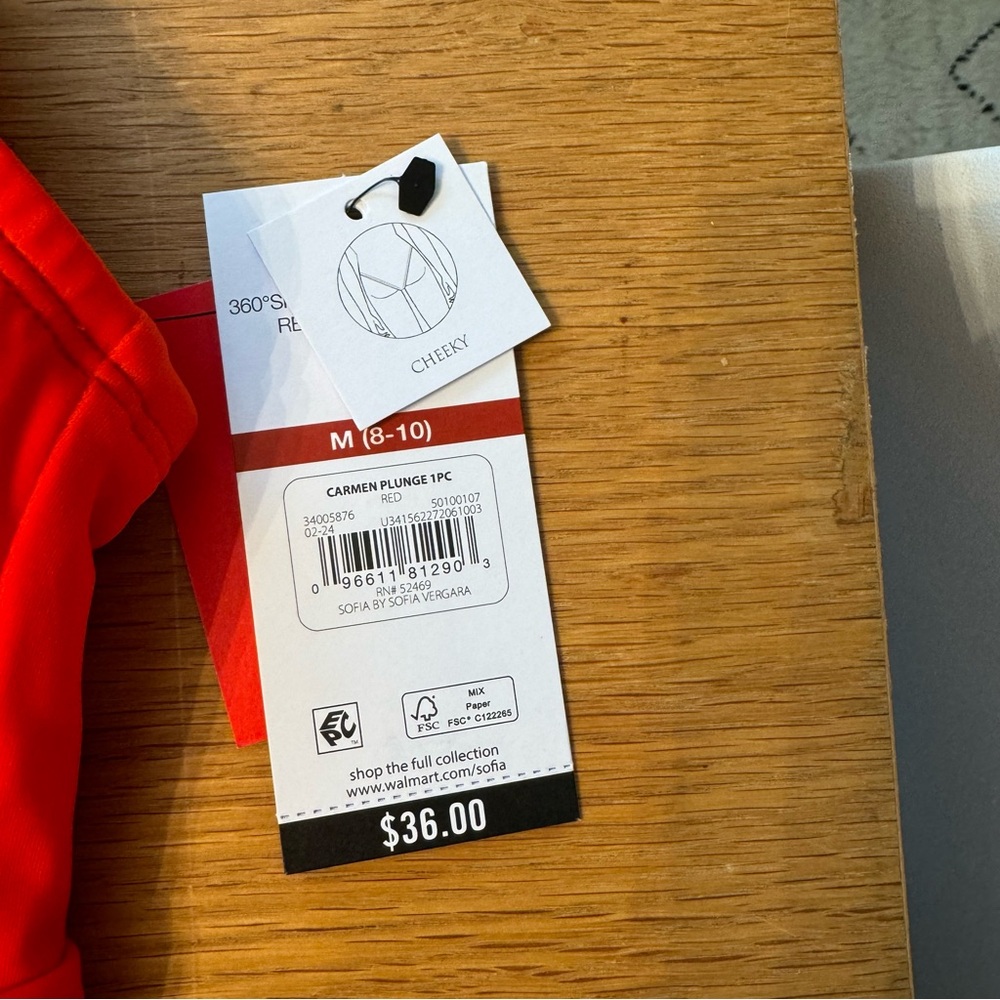 360°S
RE
CHEEKY
M (8-10)
CARMEN PLUNGE 1PC
RED
34005876 50100107
02-24 U341562272061003
0 96611 81290 3
RN# 52469
SOFIA BY SOFIA VERGARA
EPC™
FSC
MIX
Paper
FSC® C122265
shop the full collection
www.walmart.com/sofia
$36.00